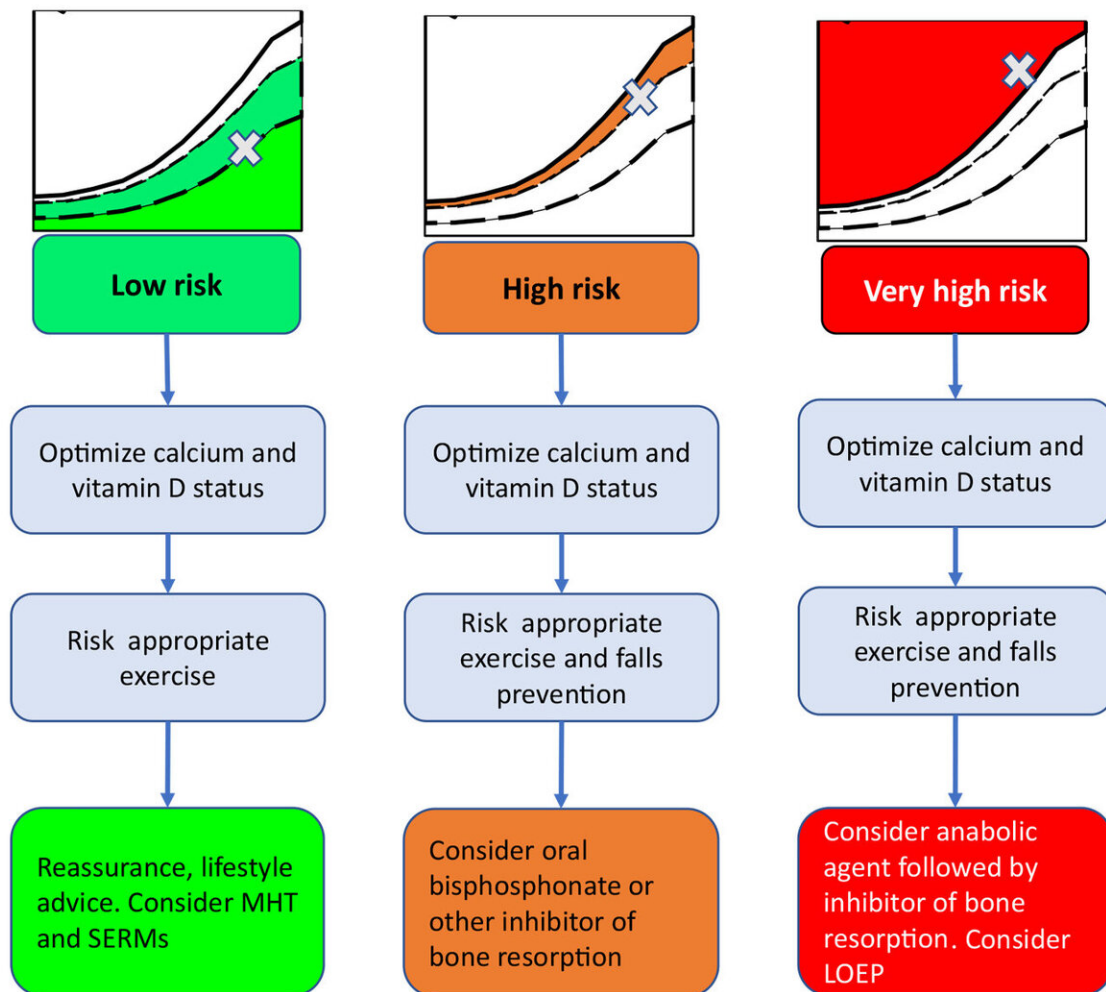 Low risk
High risk
Very high risk
Optimize calcium and
vitamin D status
Optimize calcium and
vitamin D status
Optimize calcium and
vitamin D status
Risk appropriate
exercise
Risk appropriate
exercise and falls
prevention
Risk appropriate
exercise and falls
prevention
Reassurance, lifestyle
advice. Consider MHT
and SERMs
Consider oral
bisphosphonate or
other inhibitor of
bone resorption
Consider anabolic
agent followed by
inhibitor of bone
resorption. Consider
LOEP